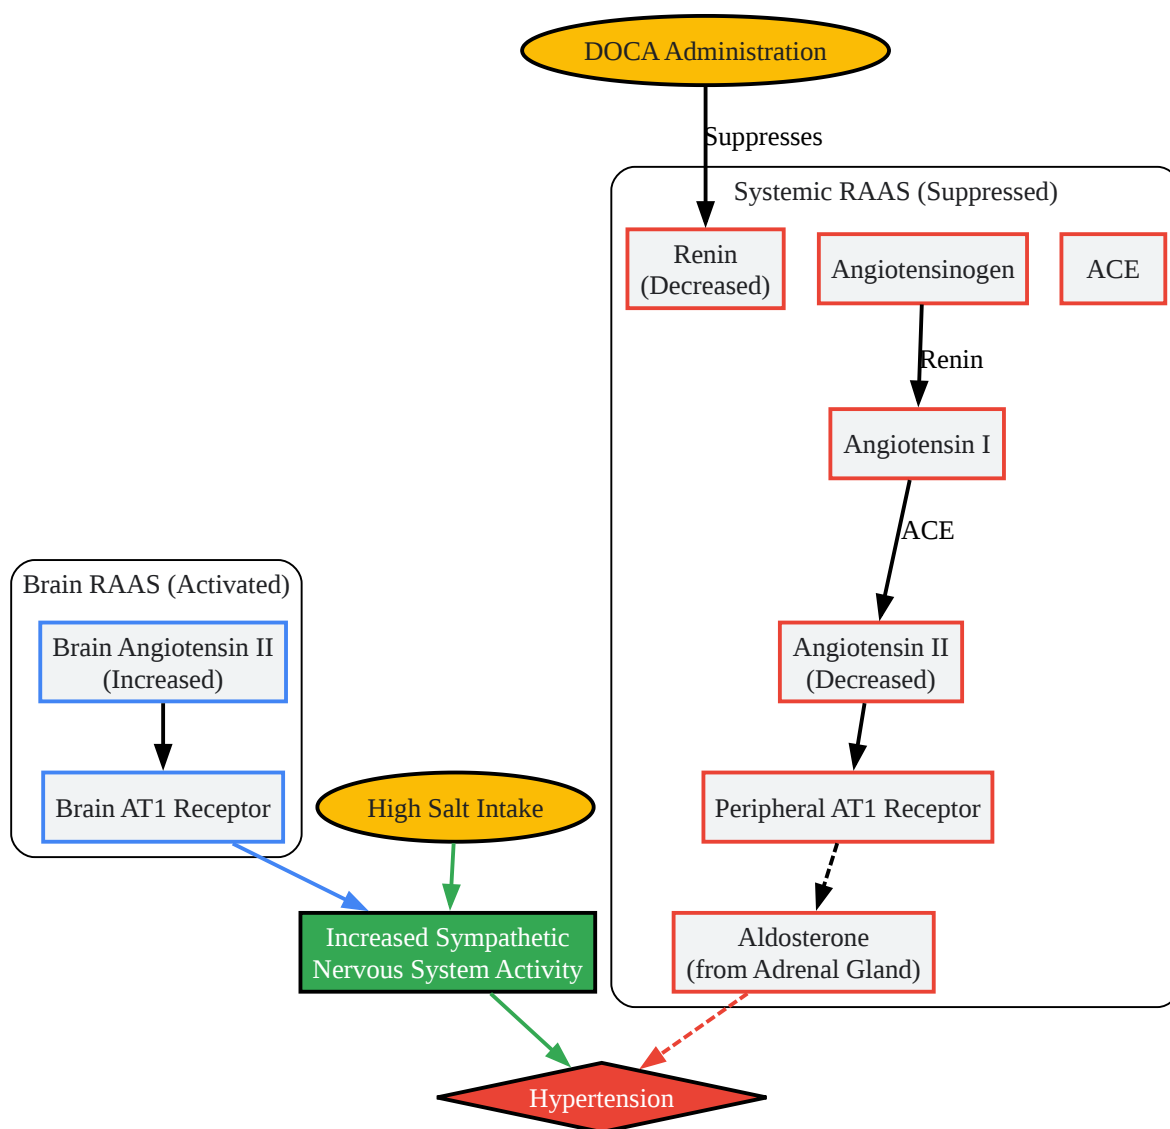 DOCA Administration
Suppresses
Systemic RAAS (Suppressed)
Renin
(Decreased)
Angiotensinogen
ACE
Renin
Angiotensin I
ACE
Brain RAAS (Activated)
Brain Angiotensin II
(Increased)
Angiotensin II
(Decreased)
Brain AT1 Receptor
High Salt Intake
Peripheral AT1 Receptor
Increased Sympathetic
Nervous System Activity
Aldosterone
(from Adrenal Gland)
Hypertension